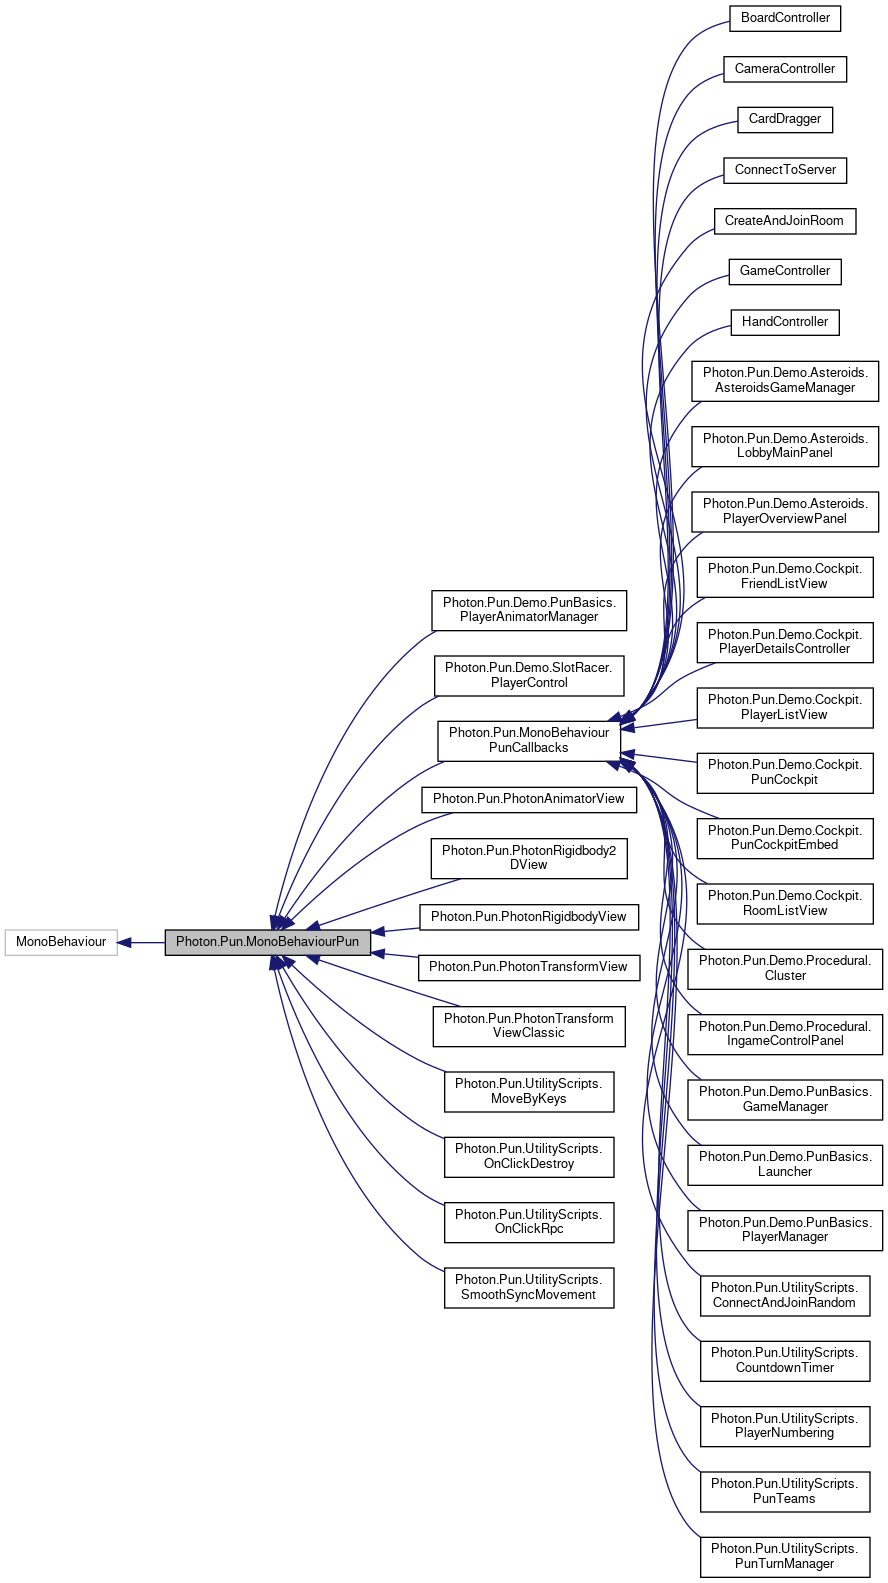 MonoBehaviour
Photon.Pun.MonoBehaviourPun
Photon.Pun.Demo.PunBasics.
PlayerAnimatorManager
Photon.Pun.Demo.SlotRacer.
PlayerControl
Photon.Pun.MonoBehaviour
PunCallbacks
Photon.Pun.PhotonAnimatorView
Photon.Pun.PhotonRigidbody2
DView
Photon.Pun.PhotonRigidbodyView
Photon.Pun.PhotonTransformView
Photon.Pun.PhotonTransform
ViewClassic
Photon.Pun.UtilityScripts.
MoveByKeys
Photon.Pun.UtilityScripts.
OnClickDestroy
Photon.Pun.UtilityScripts.
OnClickRpc
Photon.Pun.UtilityScripts.
SmoothSyncMovement
BoardController
CameraController
CardDragger
ConnectToServer
CreateAndJoinRoom
GameController
HandController
Photon.Pun.Demo.Asteroids.
AsteroidsGameManager
Photon.Pun.Demo.Asteroids.
LobbyMainPanel
Photon.Pun.Demo.Asteroids.
PlayerOverviewPanel
Photon.Pun.Demo.Cockpit.
FriendListView
Photon.Pun.Demo.Cockpit.
PlayerDetailsController
Photon.Pun.Demo.Cockpit.
PlayerListView
Photon.Pun.Demo.Cockpit.
PunCockpit
Photon.Pun.Demo.Cockpit.
PunCockpitEmbed
Photon.Pun.Demo.Cockpit.
RoomListView
Photon.Pun.Demo.Procedural.
Cluster
Photon.Pun.Demo.Procedural.
IngameControlPanel
Photon.Pun.Demo.PunBasics.
GameManager
Photon.Pun.Demo.PunBasics.
Launcher
Photon.Pun.Demo.PunBasics.
PlayerManager
Photon.Pun.UtilityScripts.
ConnectAndJoinRandom
Photon.Pun.UtilityScripts.
CountdownTimer
Photon.Pun.UtilityScripts.
PlayerNumbering
Photon.Pun.UtilityScripts.
PunTeams
Photon.Pun.UtilityScripts.
PunTurnManager